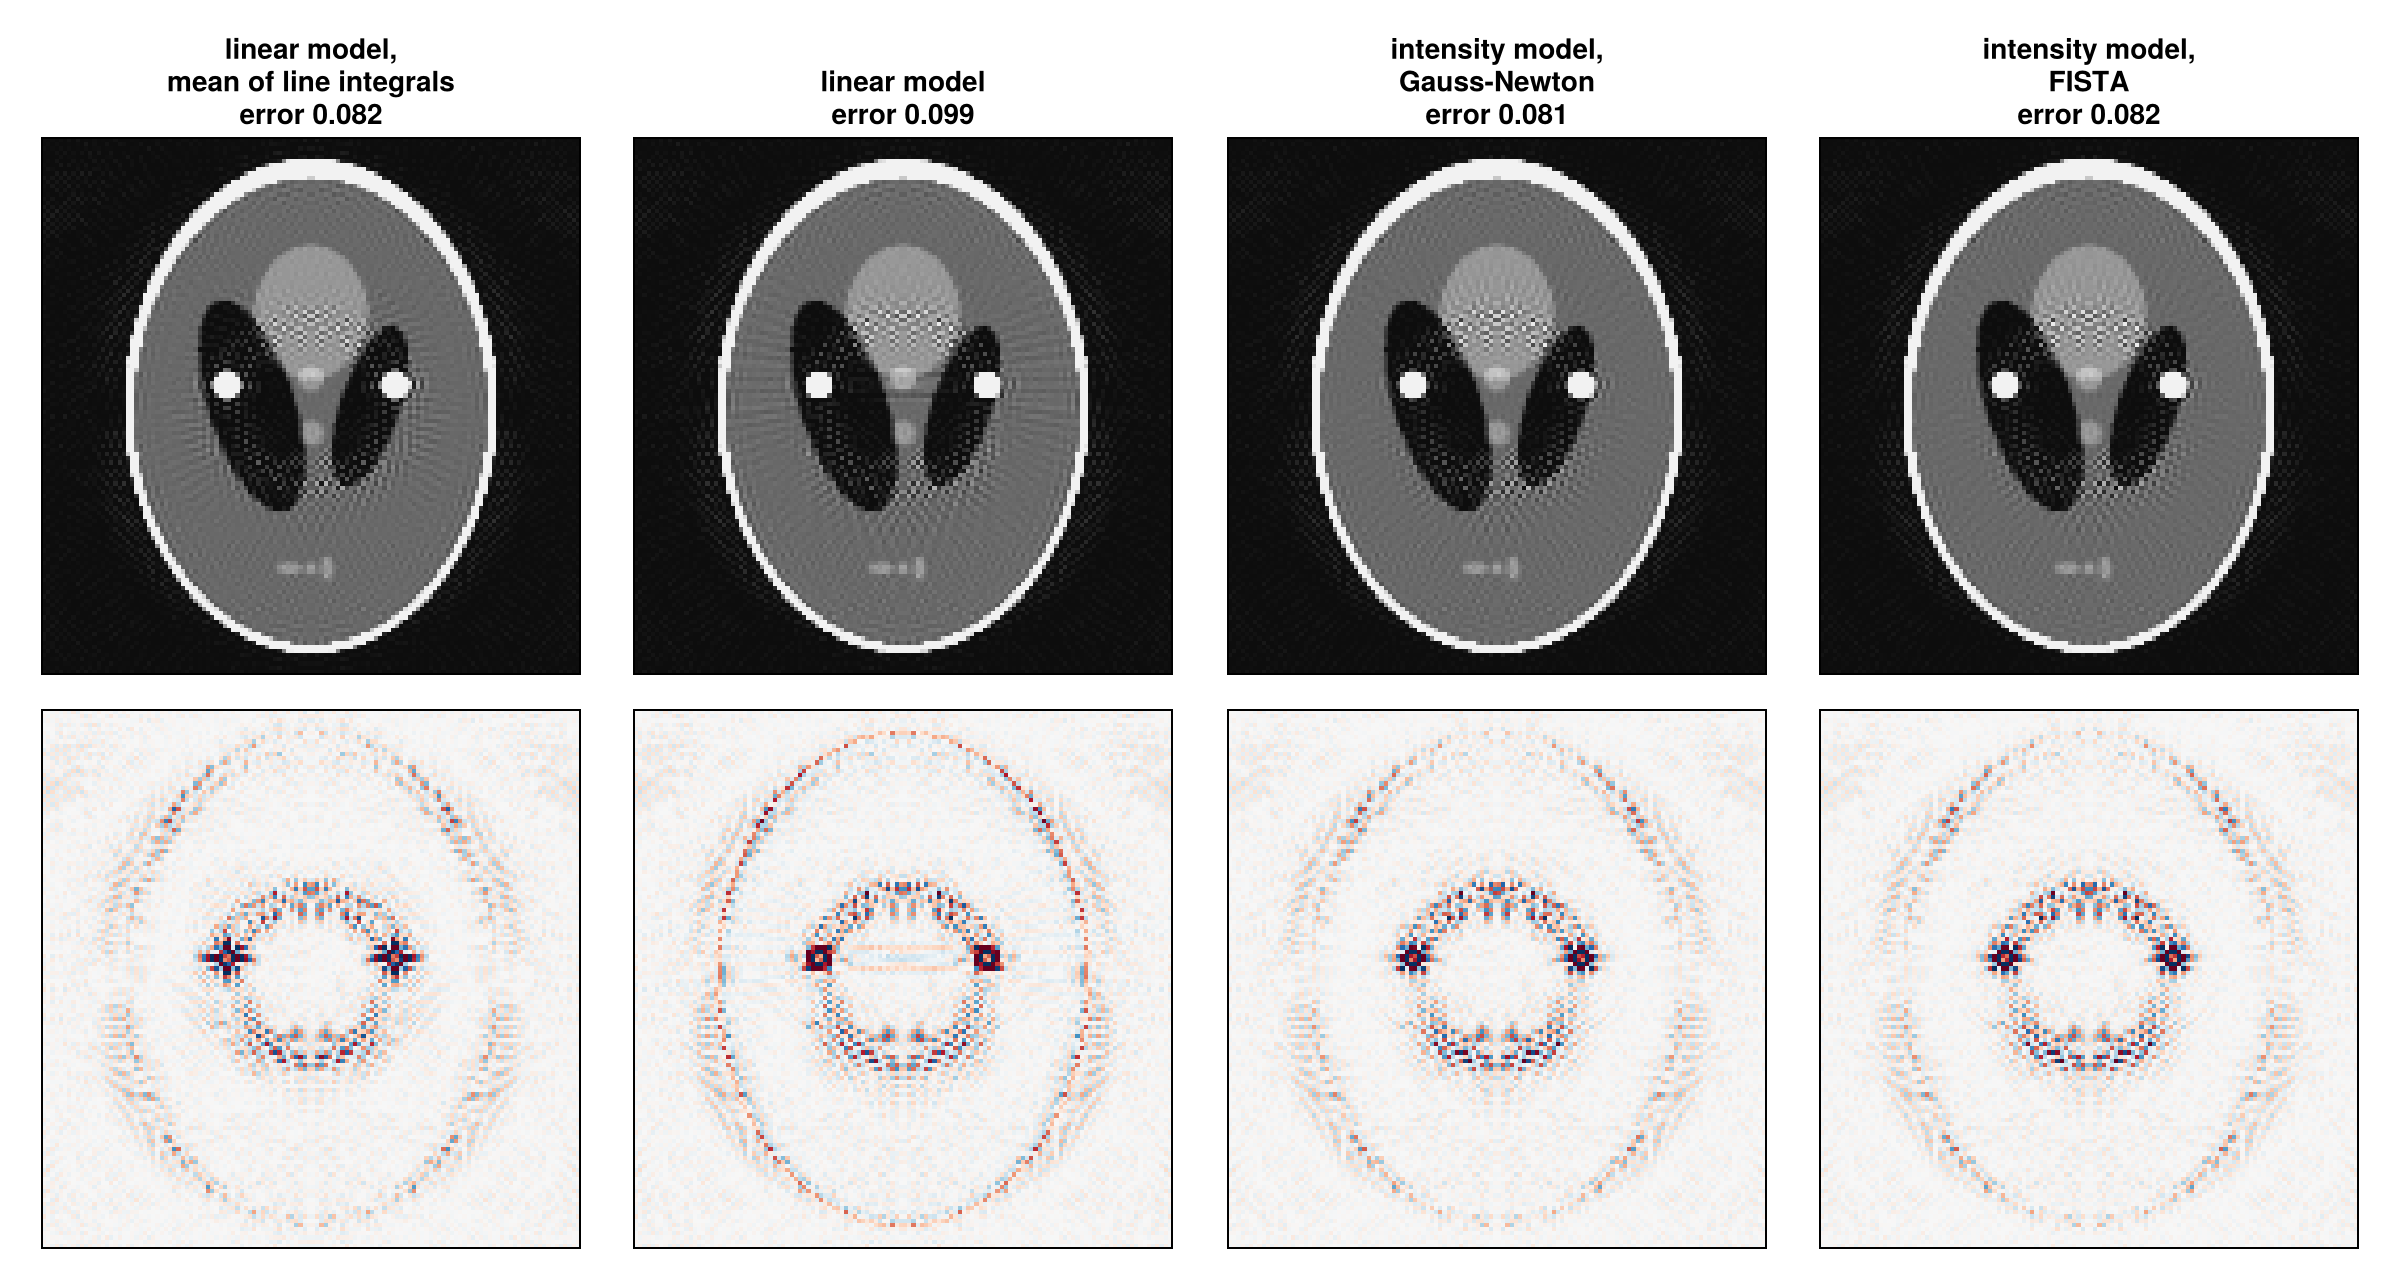 linear model,
mean of line integrals
error 0.082
linear model
error 0.099
intensity model,
Gauss-Newton
error 0.081
intensity model,
FISTA
error 0.082